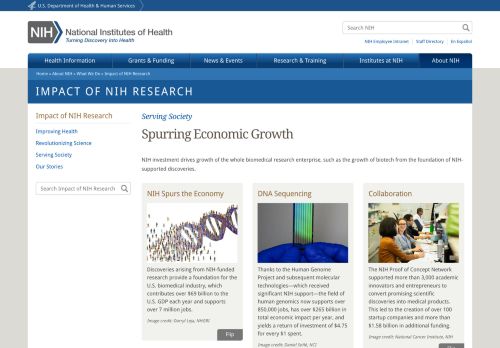 U.S. Department of Health & Human Services
Search NIH
NIH National Institutes of Health
Turning Discovery Into Health
NIH Employee Intranet Staff Directory En Español
Health Information Grants & Funding News & Events Research & Training Institutes at NIH About NIH
Home » About NIH » What We Do » Impact of NIH Research
IMPACT OF NIH RESEARCH
Impact of NIH Research
Improving Health
Revolutionizing Science
Serving Society
Our Stories
Search Impact of NIH Research
Serving Society
Spurring Economic Growth
NIH investment drives growth of the whole biomedical research enterprise, such as the growth of biotech from the foundation of NIH-
supported discoveries.
NIH Spurs the Economy
Discoveries arising from NIH-funded
research provide a foundation for the
U.S. biomedical industry, which
contributes over $69 billion to the
U.S. GDP each year and supports
over 7 million jobs.
Image credit: Darryl Leja, NHGRI
Flip
DNA Sequencing
Thanks to the Human Genome
Project and subsequent molecular
technologies—which received
significant NIH support—the field of
human genomics now supports over
850,000 jobs, has over $265 billion in
total economic impact per year, and
yields a return of investment of $4.75
for every $1 spent.
Image credit: Daniel Soñé, NCI
Collaboration
The NIH Proof of Concept Network
supported more than 3,000 academic
innovators and entrepreneurs to
convert promising scientific
discoveries into medical products.
This led to the creation of over 100
startup companies and more than
$1.58 billion in additional funding.
Image credit: National Cancer Institute, NIH
Flip